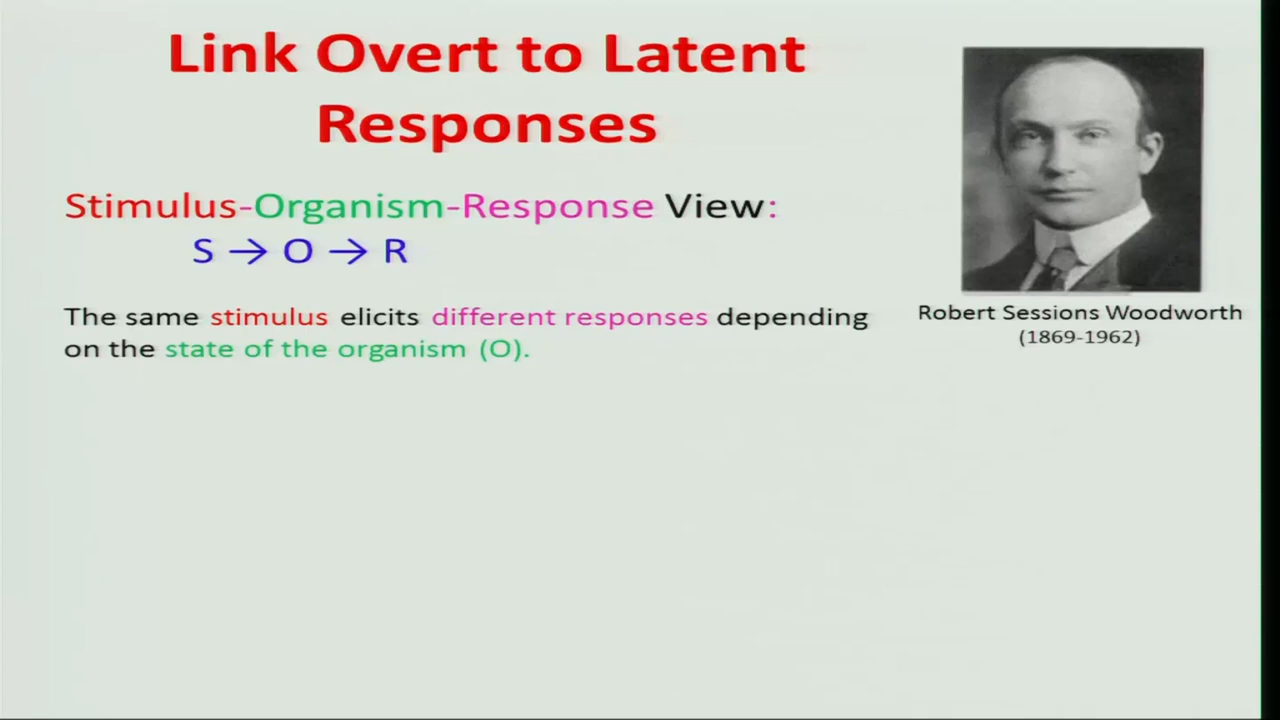 Link Overt to Latent
Responses
Stimulus-Organism-Response View:
S → O → R
The same stimulus elicits different responses depending
on the state of the organism (O).
Robert Sessions Woodworth
(1869-1962)